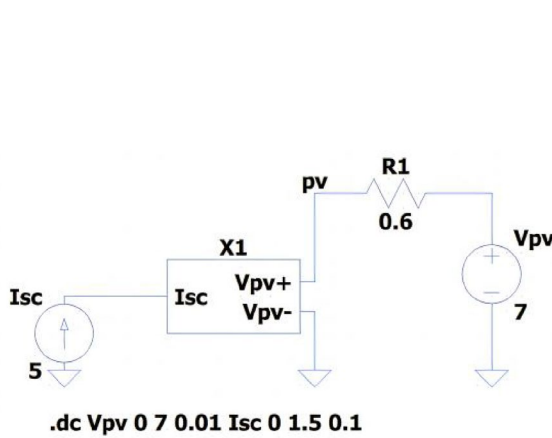 pv
R1
0.6
X1
Vpv
Vpv+
Isc
Isc
Vpv-
7
5
.dc Vpv 0 7 0.01 Isc 0 1.5 0.1